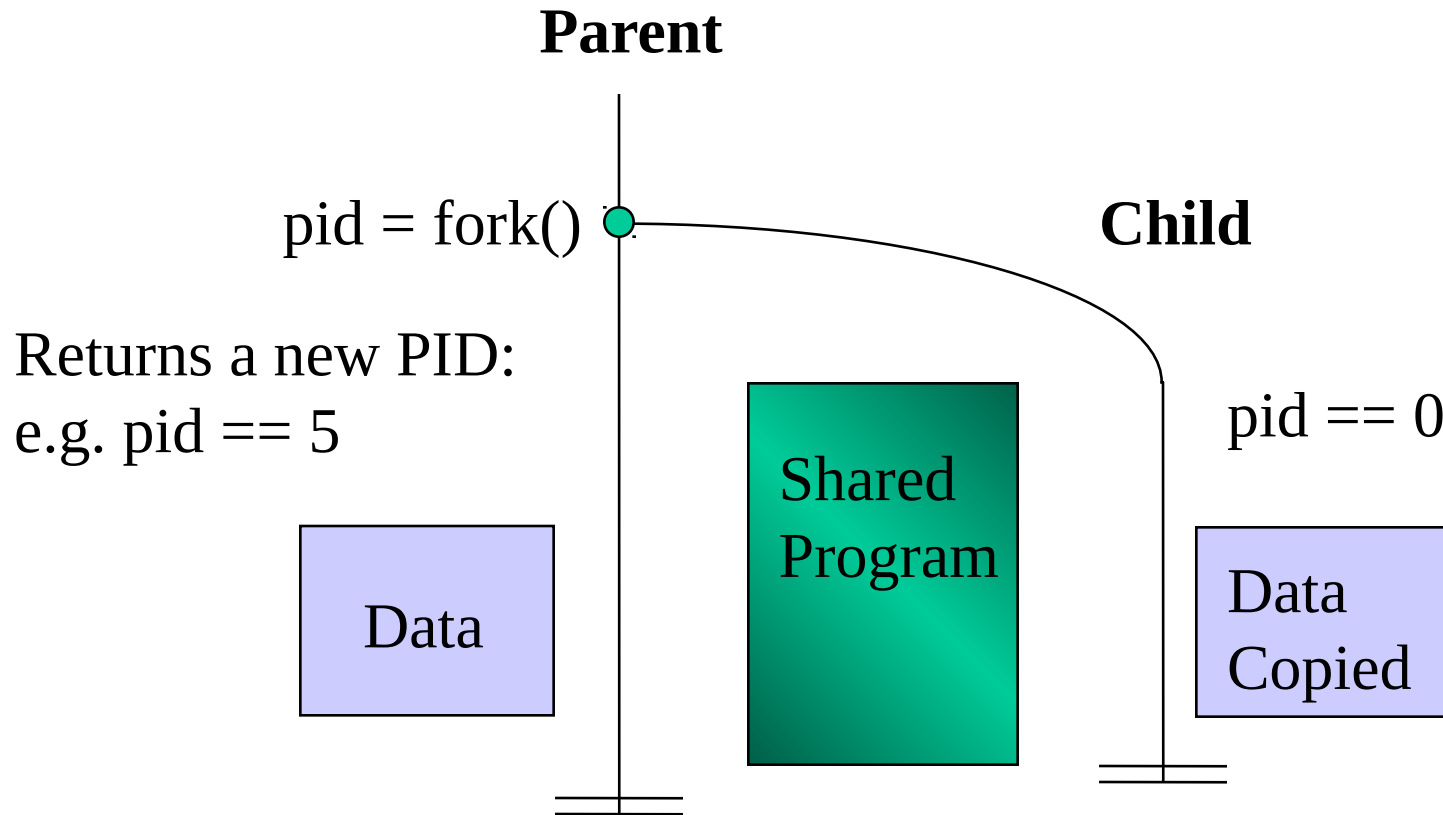 Parent
pid = fork()
Child
Returns a new PID:
e.g. pid == 5
pid == 0
Shared
Program
Data
Data
Copied